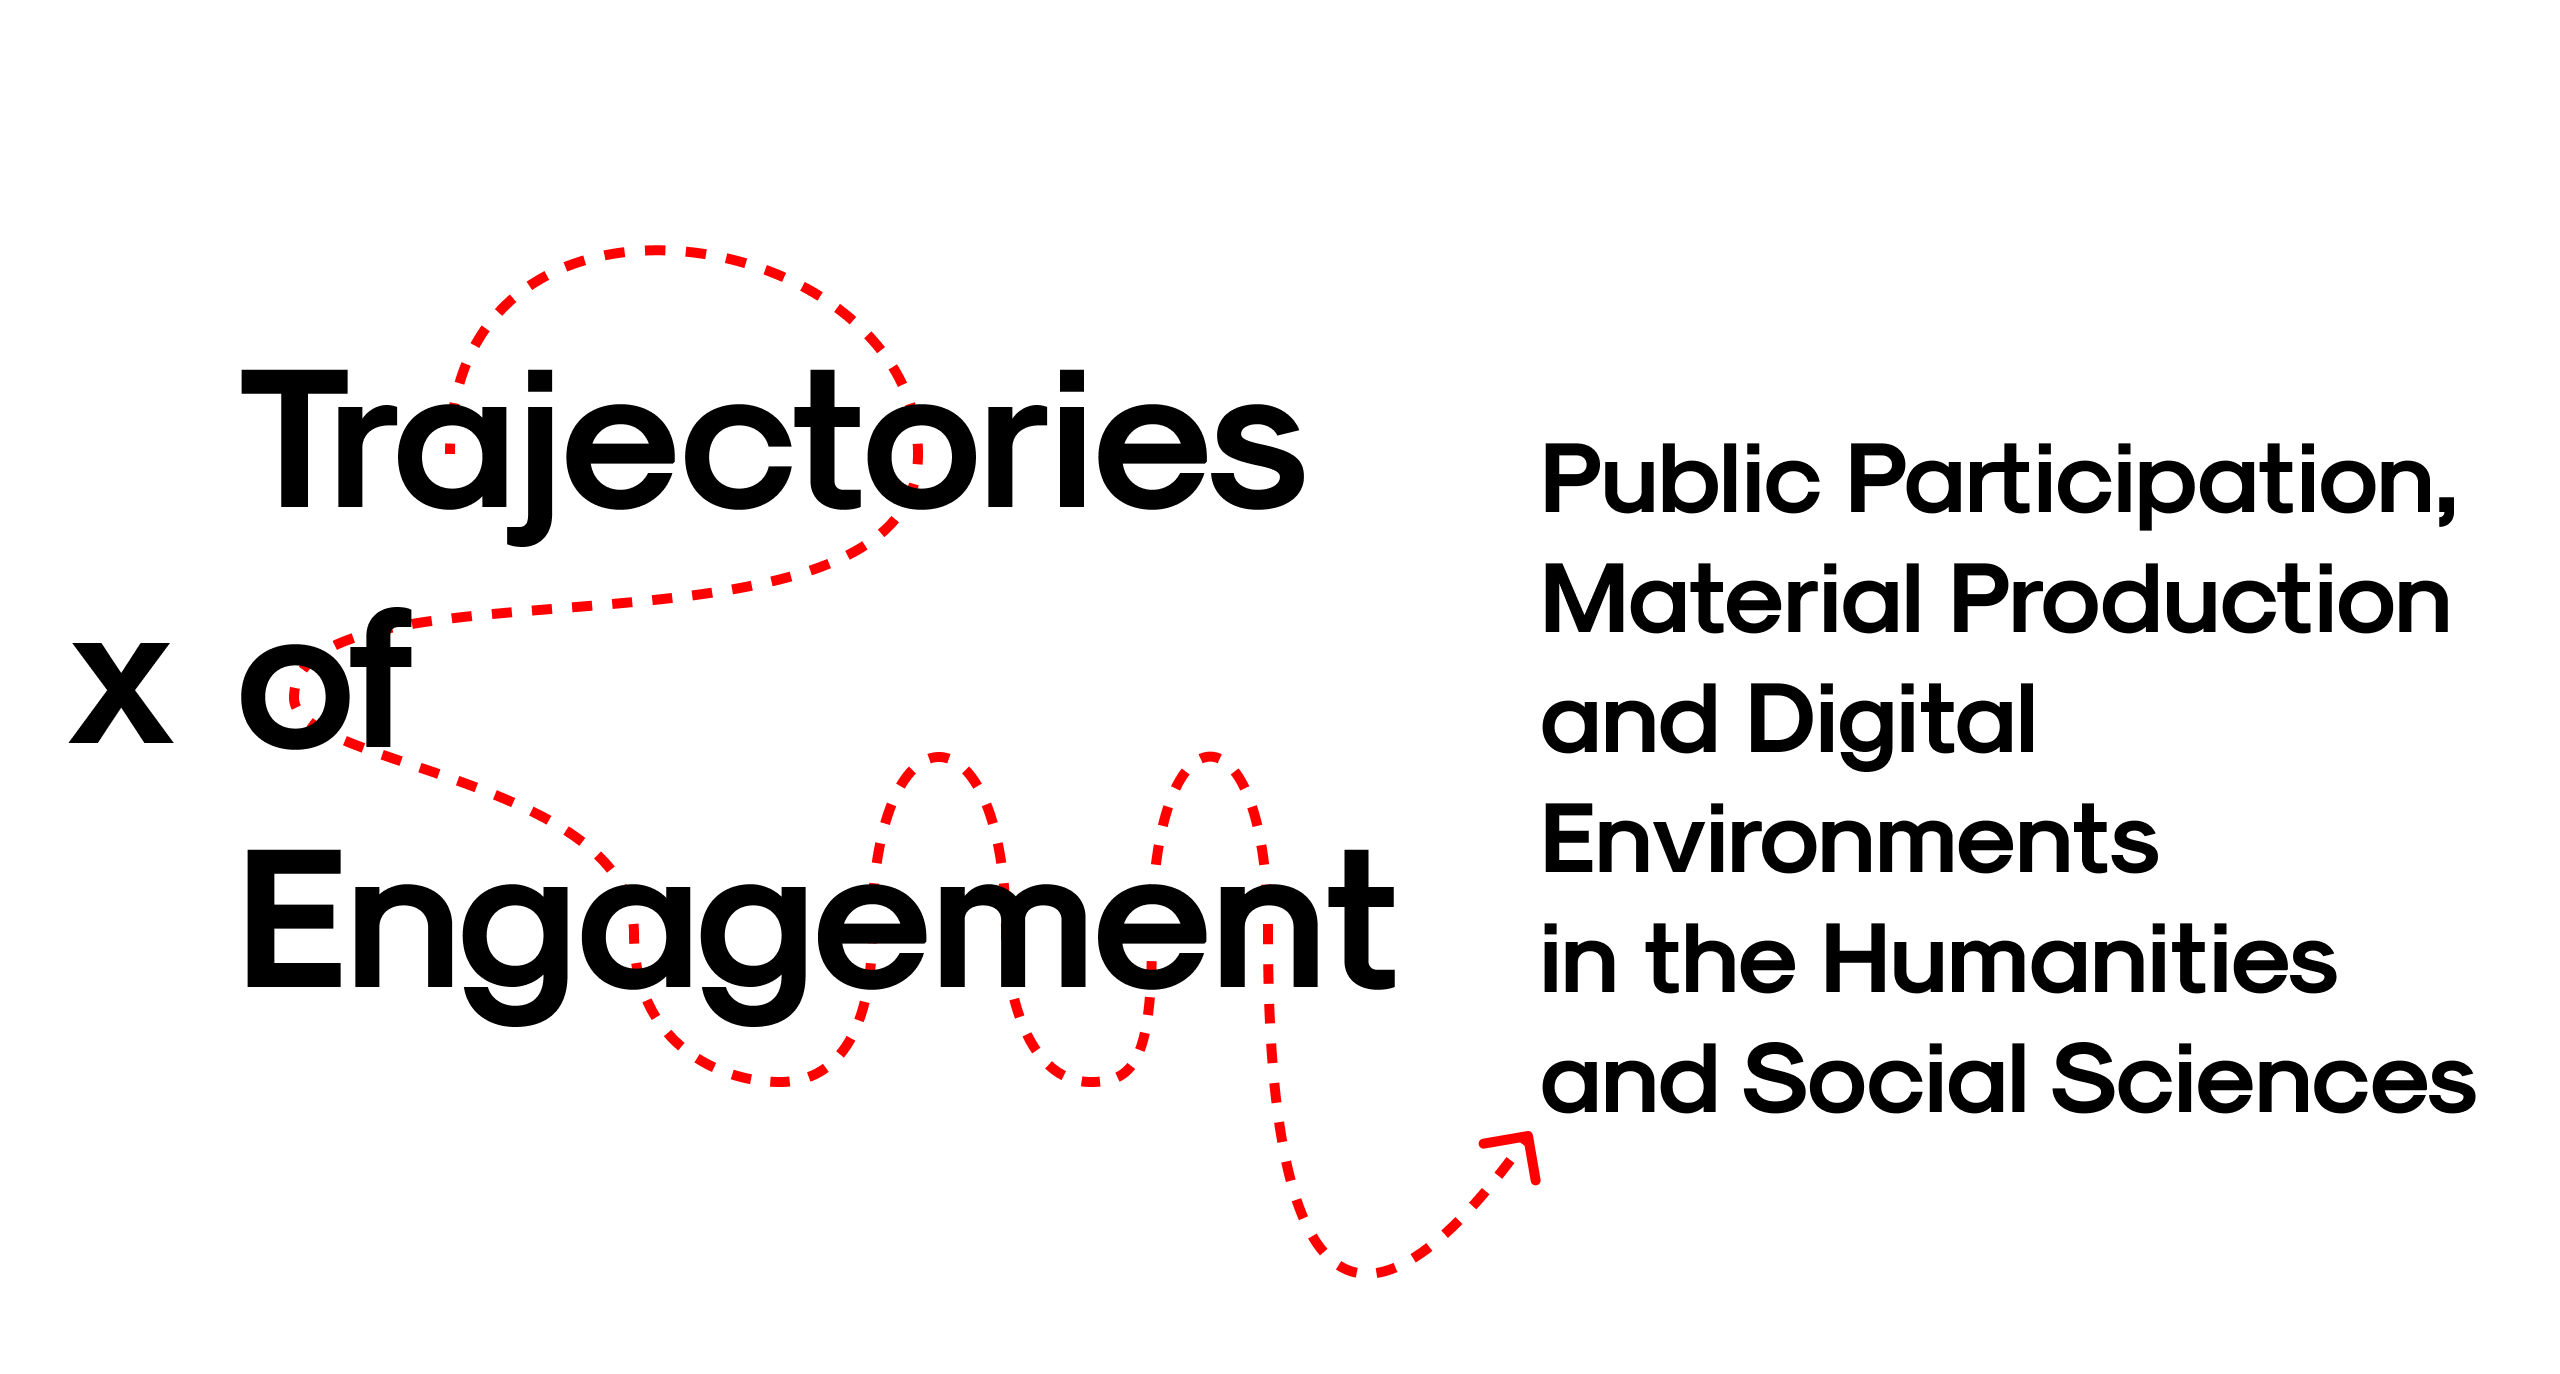 Trajectories
x of
Engagement
Public Participation,
Material Production
and Digital
Environments
in the Humanities
and Social Sciences